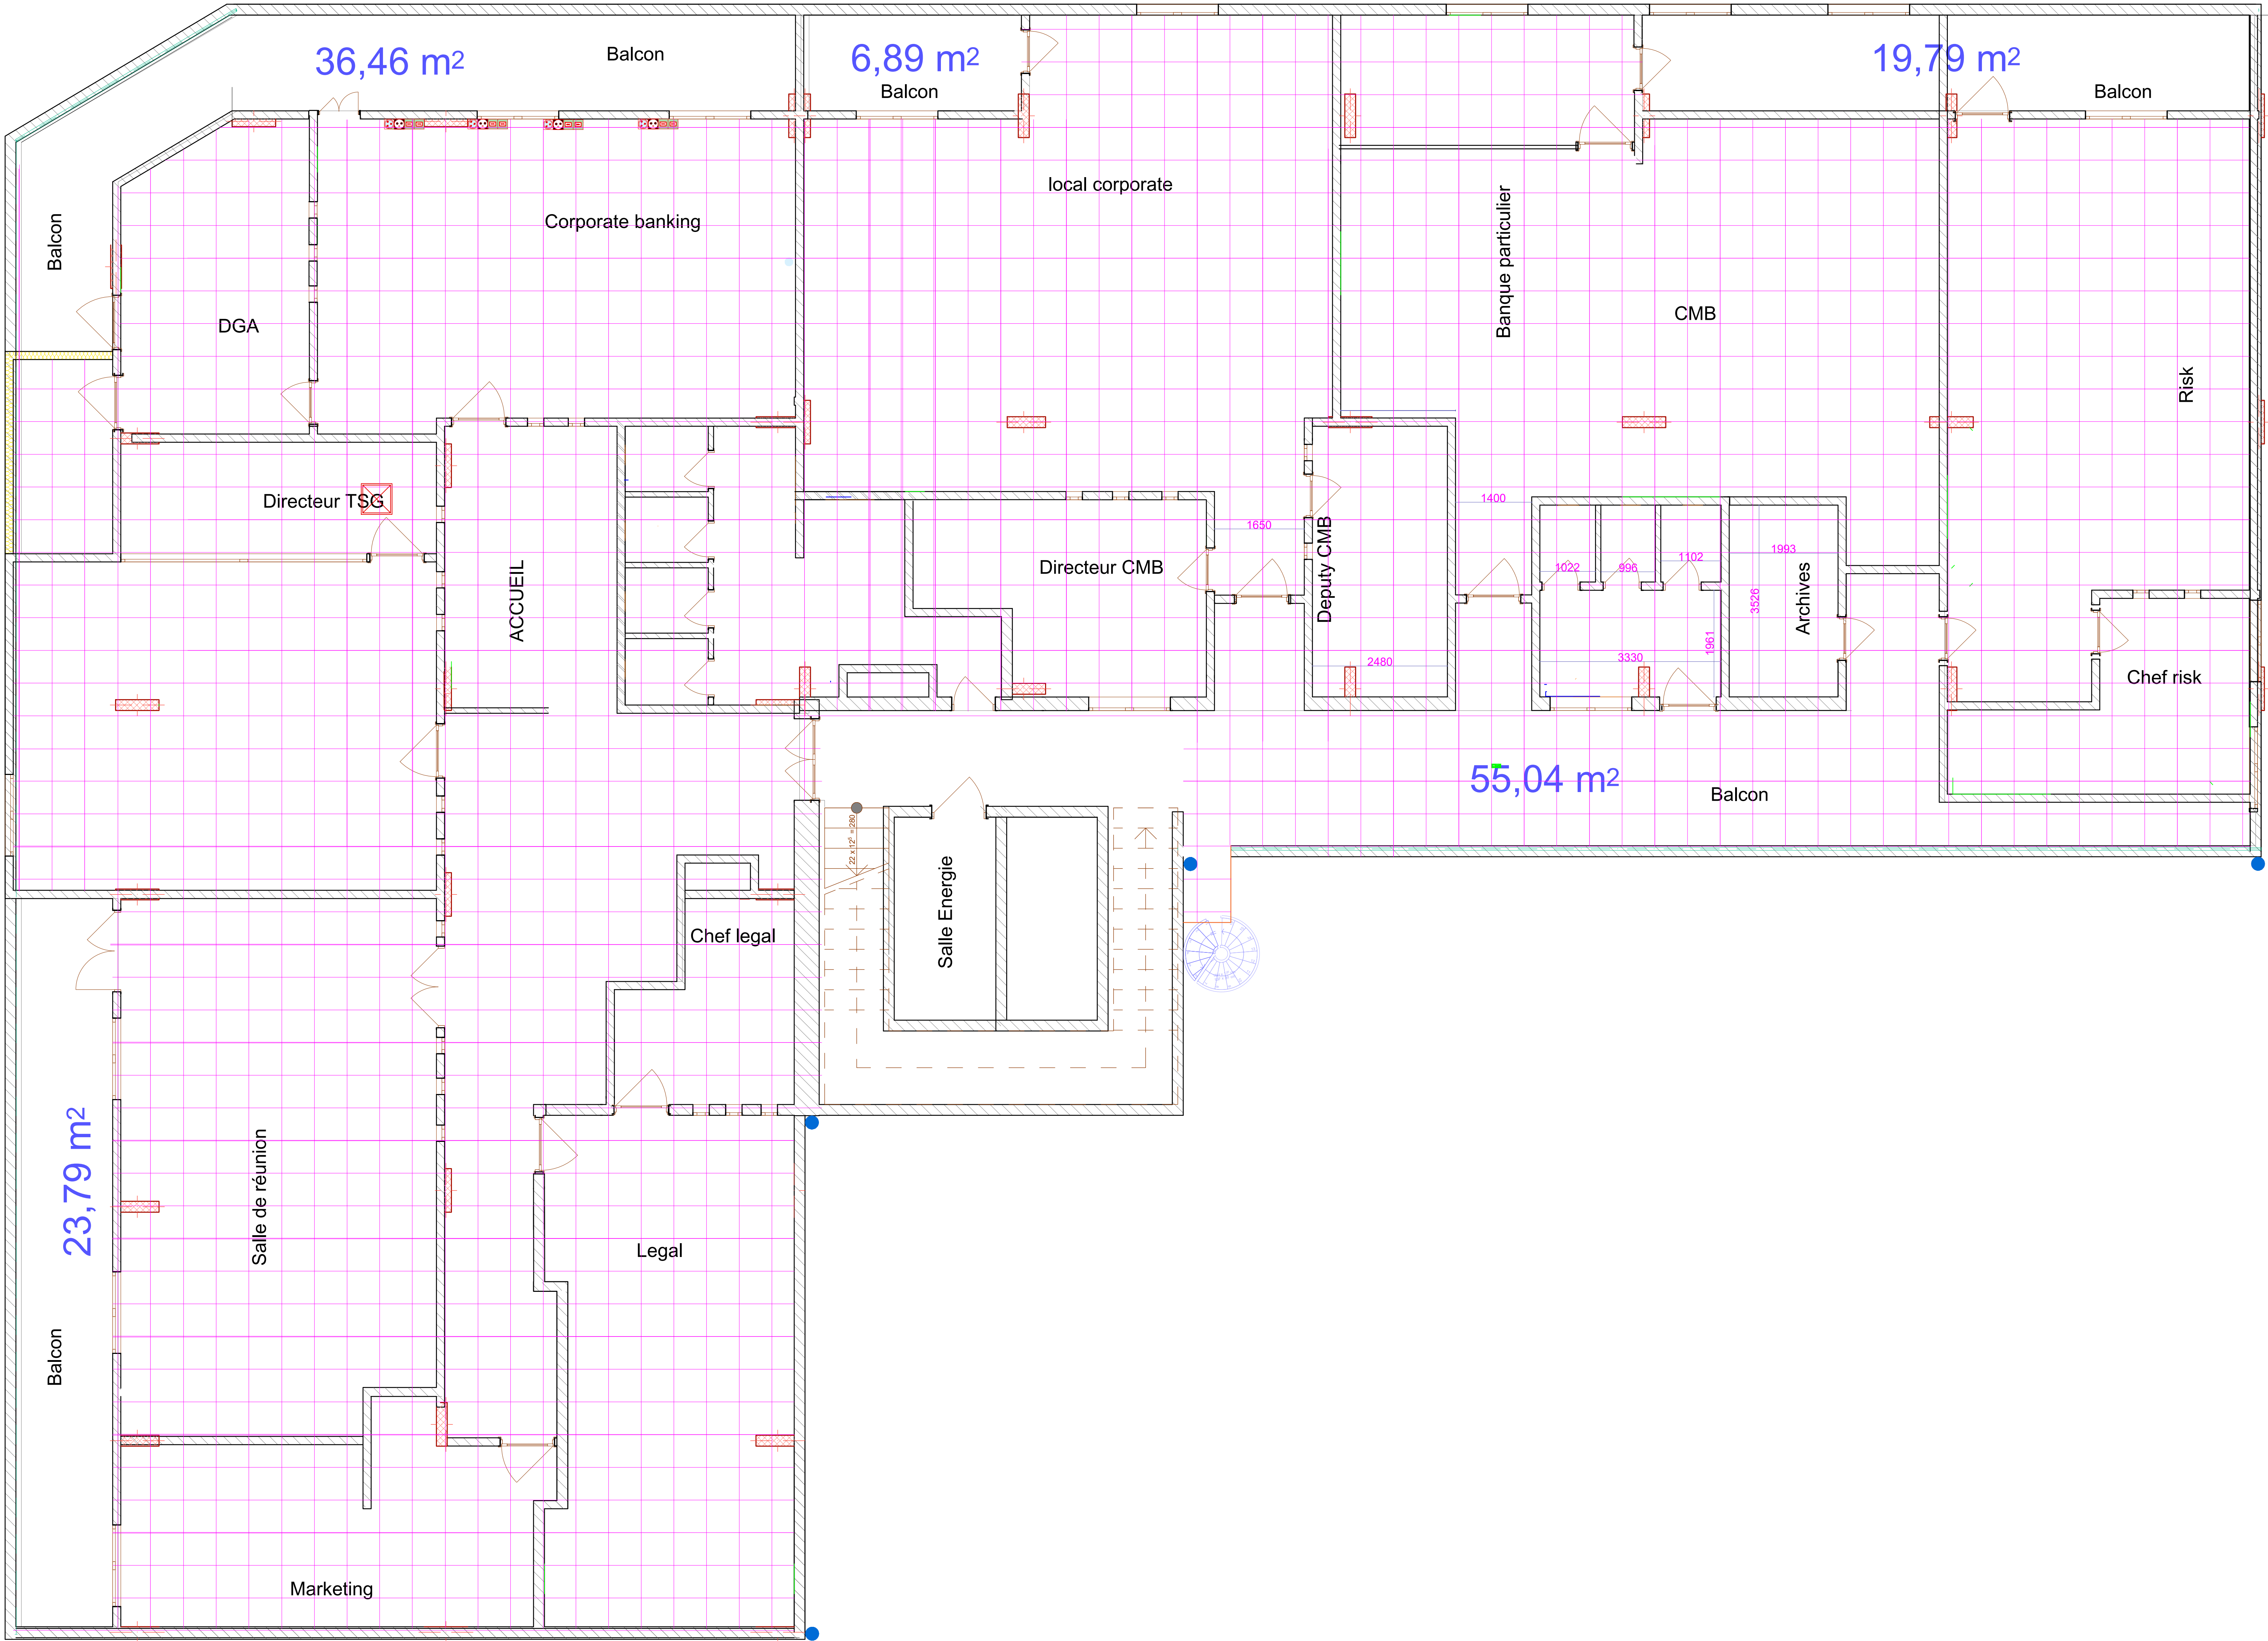 36,46 m2
Balcon
6,89 m2
Balcon
19,79 m2
Balcon
local corporate
Corporate banking
Balcon
Banque particulier
CMB
DGA
Risk
Directeur TSG
1400
1650
Deputy CMB
1993
1102
1022
996
Directeur CMB
ACCUEIL
Archives
3526
1961
3330
2480
Chef risk
55,04 m2
Balcon
22 x 12⁵ = 280
Salle Energie
Chef legal
23,79 m2
Salle de réunion
Legal
Balcon
Marketing